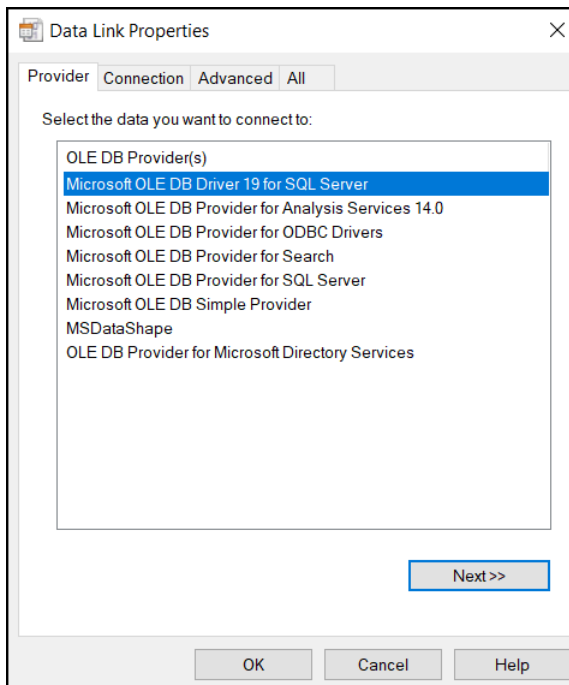 Data Link Properties
Provider Connection Advanced All
Select the data you want to connect to:
OLE DB Provider(s)
Microsoft OLE DB Driver 19 for SQL Server
Microsoft OLE DB Provider for Analysis Services 14.0
Microsoft OLE DB Provider for ODBC Drivers
Microsoft OLE DB Provider for Search
Microsoft OLE DB Provider for SQL Server
Microsoft OLE DB Simple Provider
MSDataShape
OLE DB Provider for Microsoft Directory Services
Next >>
OK Cancel Help